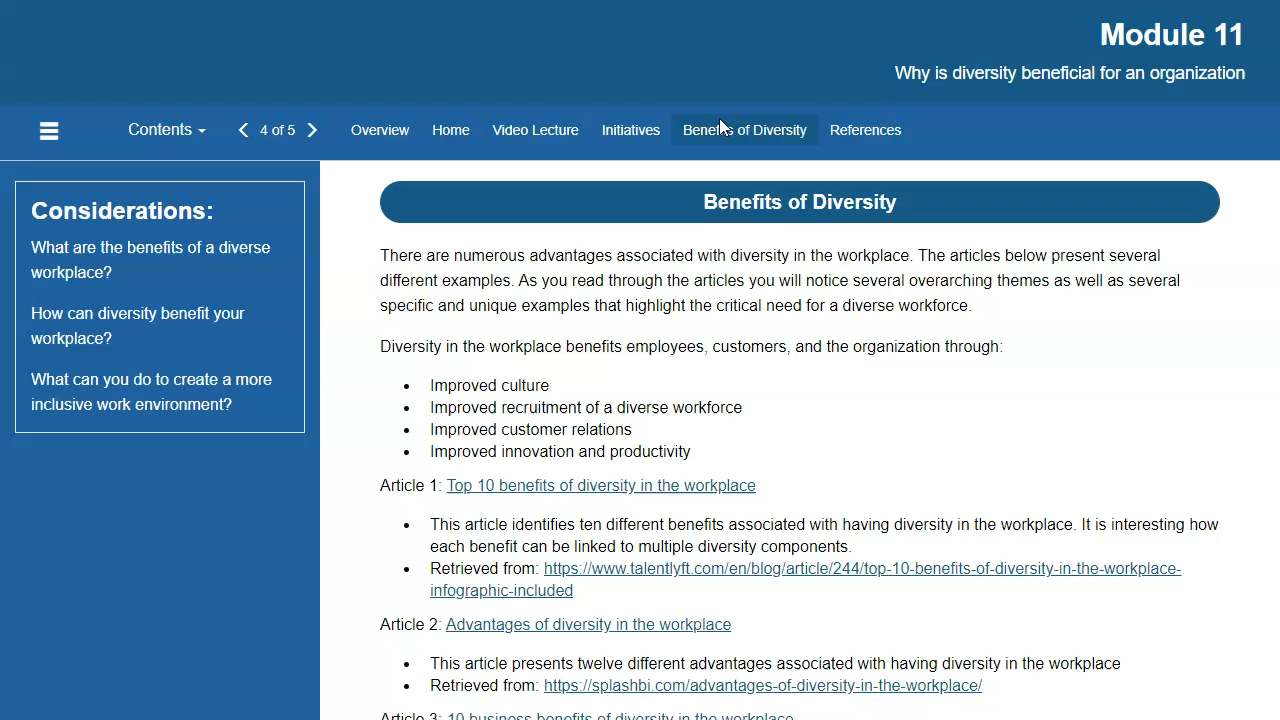 Module 11
Why is diversity beneficial for an organization
Contents
4 of 5
Overview
Home
Video Lecture
Initiatives
Benefits of Diversity
References
Considerations:
What are the benefits of a diverse
workplace?
How can diversity benefit your
workplace?
What can you do to create a more
inclusive work environment?
Benefits of Diversity
There are numerous advantages associated with diversity in the workplace. The articles below present several
different examples. As you read through the articles you will notice several overarching themes as well as several
specific and unique examples that highlight the critical need for a diverse workforce.
Diversity in the workplace benefits employees, customers, and the organization through:
• Improved culture
• Improved recruitment of a diverse workforce
• Improved customer relations
• Improved innovation and productivity
Article 1: Top 10 benefits of diversity in the workplace
• This article identifies ten different benefits associated with having diversity in the workplace. It is interesting how
each benefit can be linked to multiple diversity components.
• Retrieved from: https://www.talentlyft.com/en/blog/article/244/top-10-benefits-of-diversity-in-the-workplace-
infographic-included
Article 2: Advantages of diversity in the workplace
• This article presents twelve different advantages associated with having diversity in the workplace
• Retrieved from: https://splashbi.com/advantages-of-diversity-in-the-workplace/
Article 3: 10 business benefits of diversity in the workplace